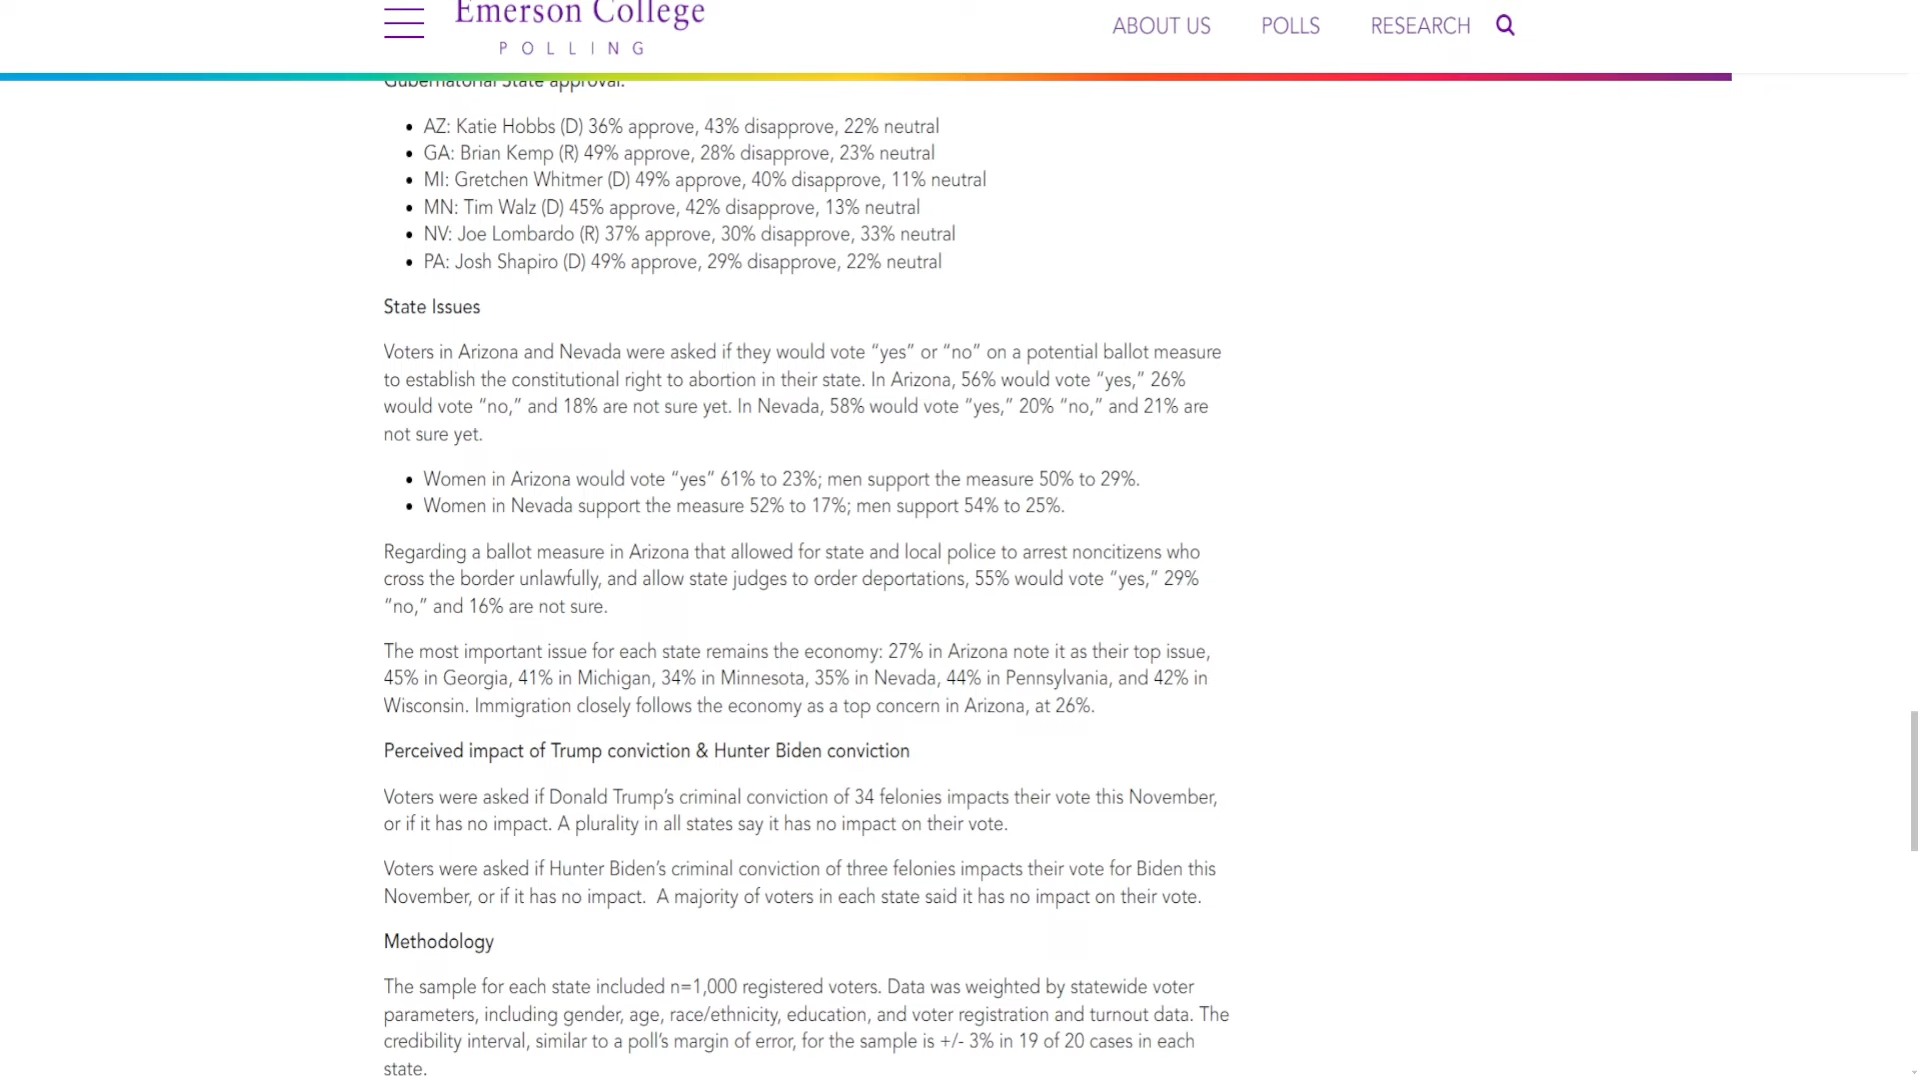 Emerson College
POLLING
ABOUT US
POLLS
RESEARCH
Gubernatorial State approval:
• AZ: Katie Hobbs (D) 36% approve, 43% disapprove, 22% neutral
• GA: Brian Kemp (R) 49% approve, 28% disapprove, 23% neutral
• MI: Gretchen Whitmer (D) 49% approve, 40% disapprove, 11% neutral
• MN: Tim Walz (D) 45% approve, 42% disapprove, 13% neutral
• NV: Joe Lombardo (R) 37% approve, 30% disapprove, 33% neutral
• PA: Josh Shapiro (D) 49% approve, 29% disapprove, 22% neutral
State Issues
Voters in Arizona and Nevada were asked if they would vote “yes” or “no” on a potential ballot measure
to establish the constitutional right to abortion in their state. In Arizona, 56% would vote “yes,” 26%
would vote “no,” and 18% are not sure yet. In Nevada, 58% would vote “yes,” 20% “no,” and 21% are
not sure yet.
• Women in Arizona would vote “yes” 61% to 23%; men support the measure 50% to 29%.
• Women in Nevada support the measure 52% to 17%; men support 54% to 25%.
Regarding a ballot measure in Arizona that allowed for state and local police to arrest noncitizens who
cross the border unlawfully, and allow state judges to order deportations, 55% would vote “yes,” 29%
“no,” and 16% are not sure.
The most important issue for each state remains the economy: 27% in Arizona note it as their top issue,
45% in Georgia, 41% in Michigan, 34% in Minnesota, 35% in Nevada, 44% in Pennsylvania, and 42% in
Wisconsin. Immigration closely follows the economy as a top concern in Arizona, at 26%.
Perceived impact of Trump conviction & Hunter Biden conviction
Voters were asked if Donald Trump’s criminal conviction of 34 felonies impacts their vote this November,
or if it has no impact. A plurality in all states say it has no impact on their vote.
Voters were asked if Hunter Biden’s criminal conviction of three felonies impacts their vote for Biden this
November, or if it has no impact.  A majority of voters in each state said it has no impact on their vote.
Methodology
The sample for each state included n=1,000 registered voters. Data was weighted by statewide voter
parameters, including gender, age, race/ethnicity, education, and voter registration and turnout data. The
credibility interval, similar to a poll’s margin of error, for the sample is +/- 3% in 19 of 20 cases in each
state.